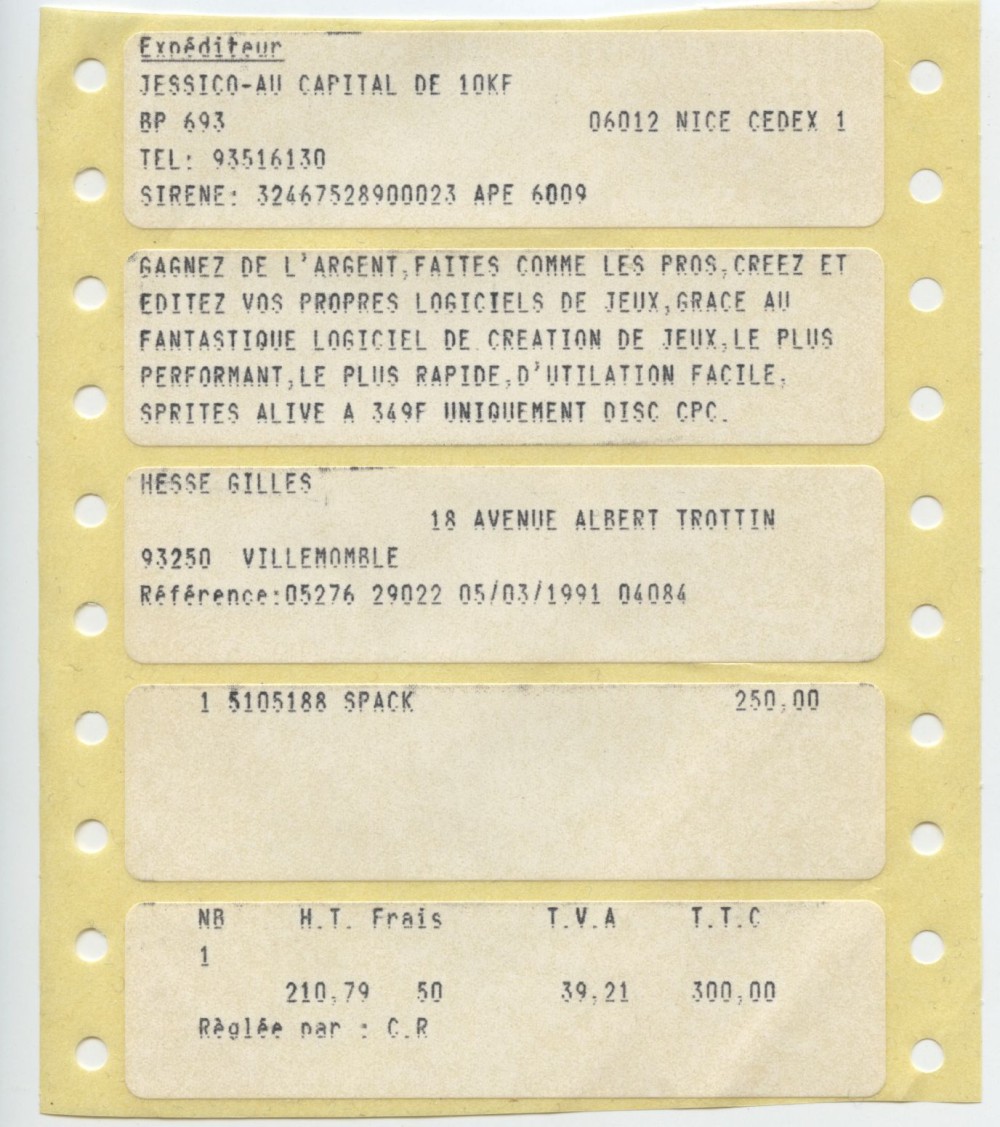 Expéditeur
JESSICO-AU CAPITAL DE 10KF
BP 693 06012 NICE CEDEX 1
TEL: 93516130
SIRENE: 32467528900023 APE 6009
GAGNEZ DE L'ARGENT,FAITES COMME LES PROS,CREEZ ET
EDITEZ VOS PROPRES LOGICIELS DE JEUX,GRACE AU
FANTASTIQUE LOGICIEL DE CREATION DE JEUX,LE PLUS
PERFORMANT,LE PLUS RAPIDE,D'UTILATION FACILE,
SPRITES ALIVE A 349F UNIQUEMENT DISC CPC.
HESSE GILLES
18 AVENUE ALBERT TROTTIN
93250 VILLEMOMBLE
Référence:05276 29022 05/03/1991 04084
1 5105188 SPACK 250,00
NB H.T. Frais T.V.A T.T.C
1
210,79 50 39,21 300,00
Règlée par : C.R